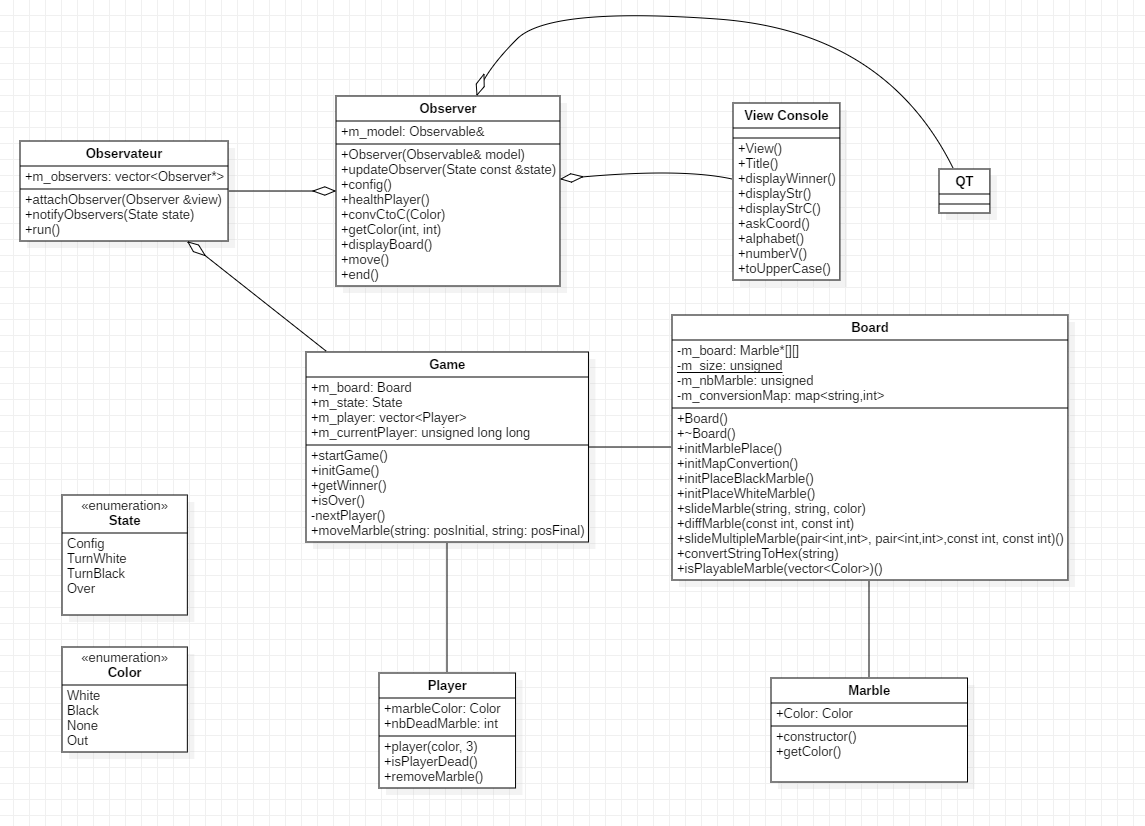 Observer
+m_model: Observable&
+Observer(Observable& model)
+updateObserver(State const &state)
+config()
+healthPlayer()
+convCtoC(Color)
+getColor(int, int)
+displayBoard()
+move()
+end()
View Console
+View()
+Title()
+displayWinner()
+displayStr()
+displayStrC()
+askCoord()
+alphabet()
+numberV()
+toUpperCase()
Observateur
+m_observers: vector<Observer*>
+attachObserver(Observer &view)
+notifyObservers(State state)
+run()
QT
Game
+m_board: Board
+m_state: State
+m_player: vector<Player>
+m_currentPlayer: unsigned long long
+startGame()
+initGame()
+getWinner()
+isOver()
-nextPlayer()
+moveMarble(string: posInitial, string: posFinal)
Board
-m_board: Marble*[][]
-m_size: unsigned
-m_nbMarble: unsigned
-m_conversionMap: map<string,int>
+Board()
+~Board()
+initMarblePlace()
+initMapConvertion()
+initPlaceBlackMarble()
+initPlaceWhiteMarble()
+slideMarble(string, string, color)
+diffMarble(const int, const int)
+slideMultipleMarble(pair<int,int>, pair<int,int>,const int, const int)()
+convertStringToHex(string)
+isPlayableMarble(vector<Color>)()
«enumeration»
State
Config
TurnWhite
TurnBlack
Over
«enumeration»
Color
White
Black
None
Out
Player
+marbleColor: Color
+nbDeadMarble: int
+player(color, 3)
+isPlayerDead()
+removeMarble()
Marble
+Color: Color
+constructor()
+getColor()